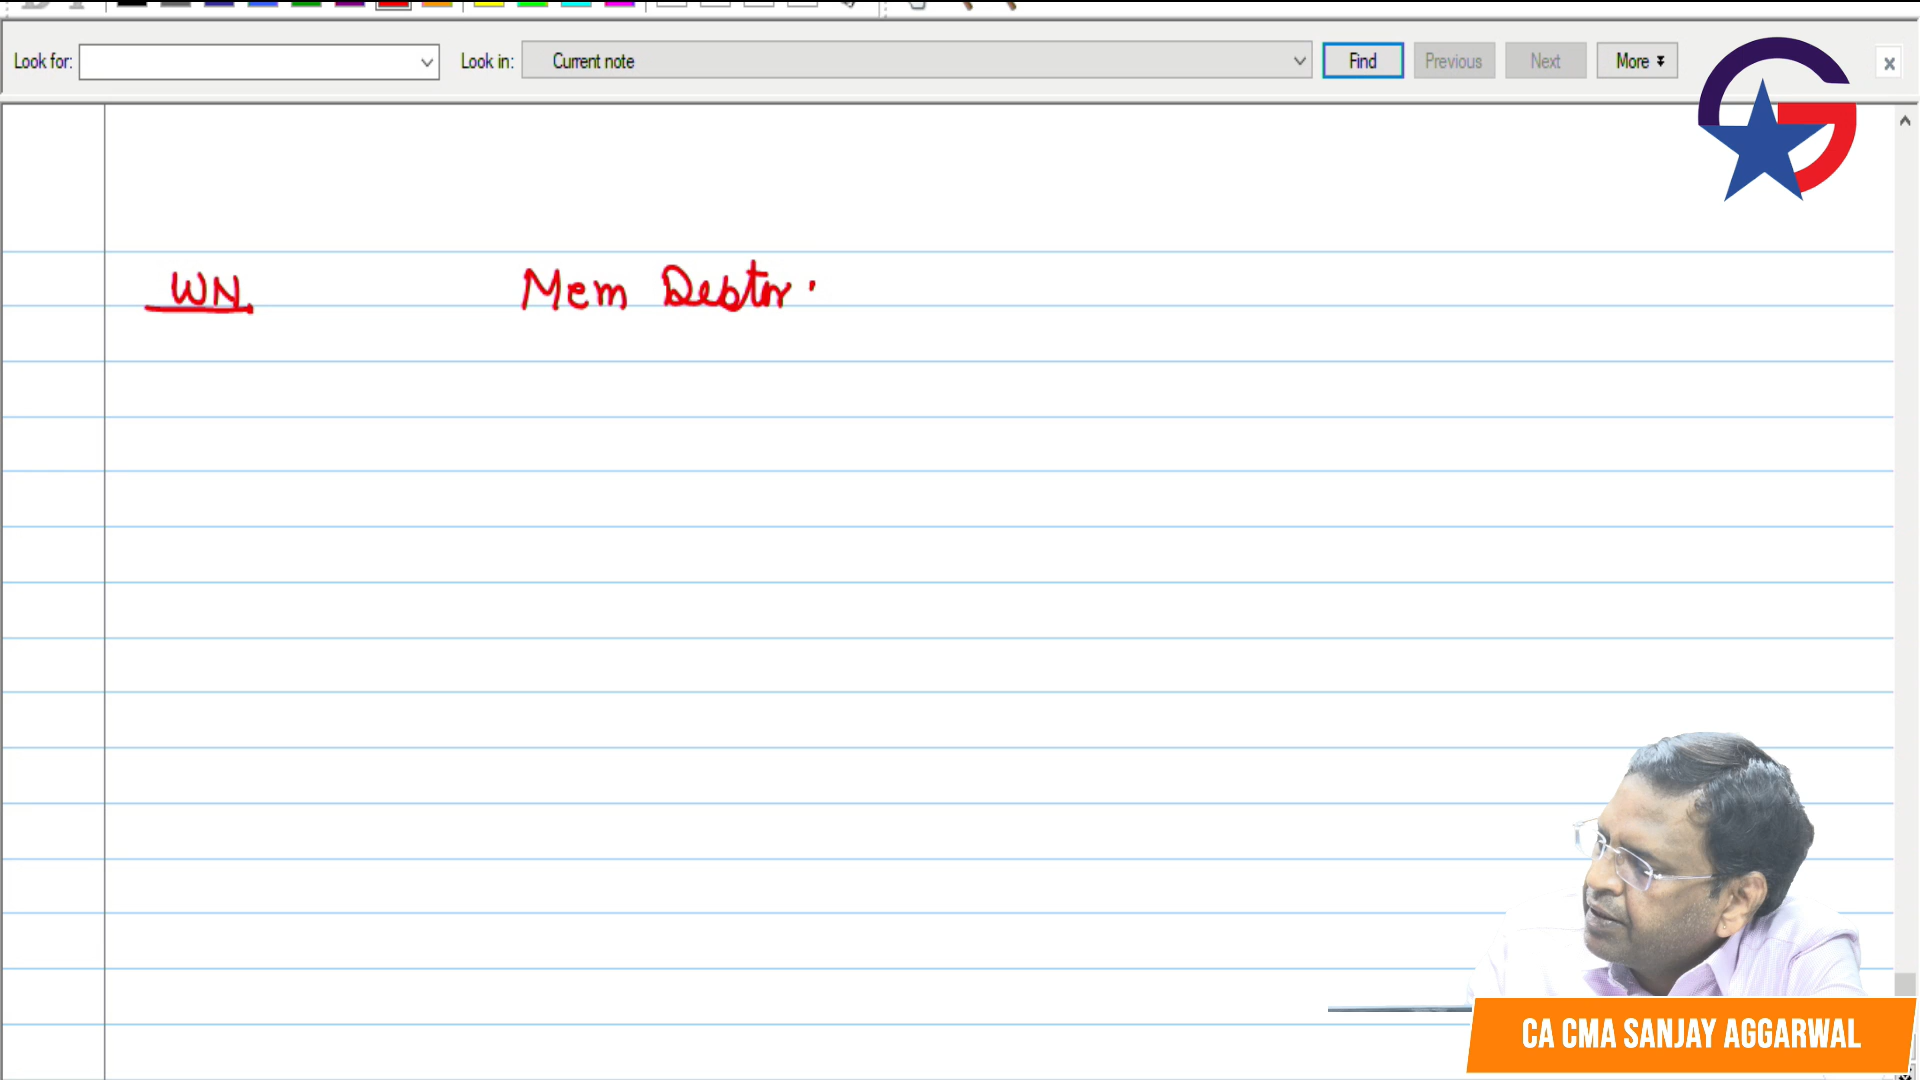 Look for:
Look in: Current note Find Previous Next More
WN Mem Debtor.
CA CMA SANJAY AGGARWAL